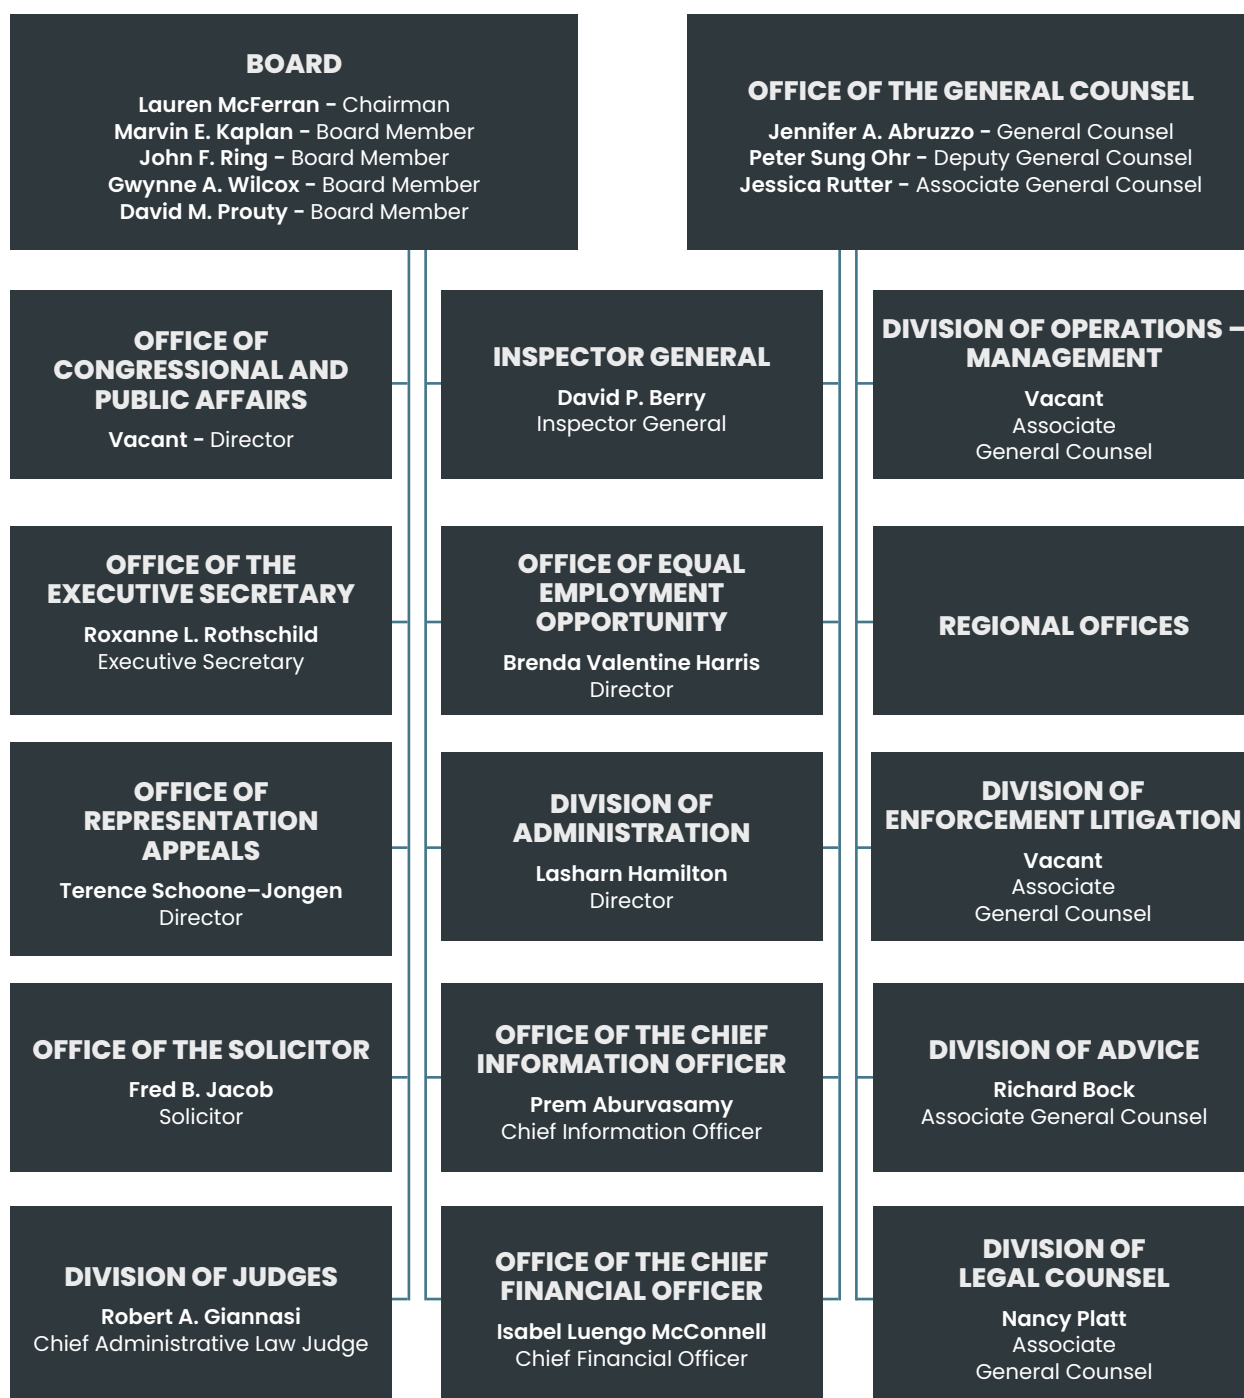 BOARD
Lauren McFerran - Chairman
Marvin E. Kaplan - Board Member
John F. Ring - Board Member
Gwynne A. Wilcox - Board Member
David M. Prouty - Board Member
OFFICE OF THE GENERAL COUNSEL
Jennifer A. Abruzzo - General Counsel
Peter Sung Ohr - Deputy General Counsel
Jessica Rutter - Associate General Counsel
OFFICE OF
CONGRESSIONAL AND
PUBLIC AFFAIRS
Vacant - Director
INSPECTOR GENERAL
David P. Berry
Inspector General
DIVISION OF OPERATIONS –
MANAGEMENT
Vacant
Associate
General Counsel
OFFICE OF THE
EXECUTIVE SECRETARY
Roxanne L. Rothschild
Executive Secretary
OFFICE OF EQUAL
EMPLOYMENT
OPPORTUNITY
Brenda Valentine Harris
Director
REGIONAL OFFICES
OFFICE OF
REPRESENTATION
APPEALS
Terence Schoone–Jongen
Director
DIVISION OF
ADMINISTRATION
Lasharn Hamilton
Director
DIVISION OF
ENFORCEMENT LITIGATION
Vacant
Associate
General Counsel
OFFICE OF THE SOLICITOR
Fred B. Jacob
Solicitor
OFFICE OF THE CHIEF
INFORMATION OFFICER
Prem Aburvasamy
Chief Information Officer
DIVISION OF ADVICE
Richard Bock
Associate General Counsel
DIVISION OF JUDGES
Robert A. Giannasi
Chief Administrative Law Judge
OFFICE OF THE CHIEF
FINANCIAL OFFICER
Isabel Luengo McConnell
Chief Financial Officer
DIVISION OF
LEGAL COUNSEL
Nancy Platt
Associate
General Counsel